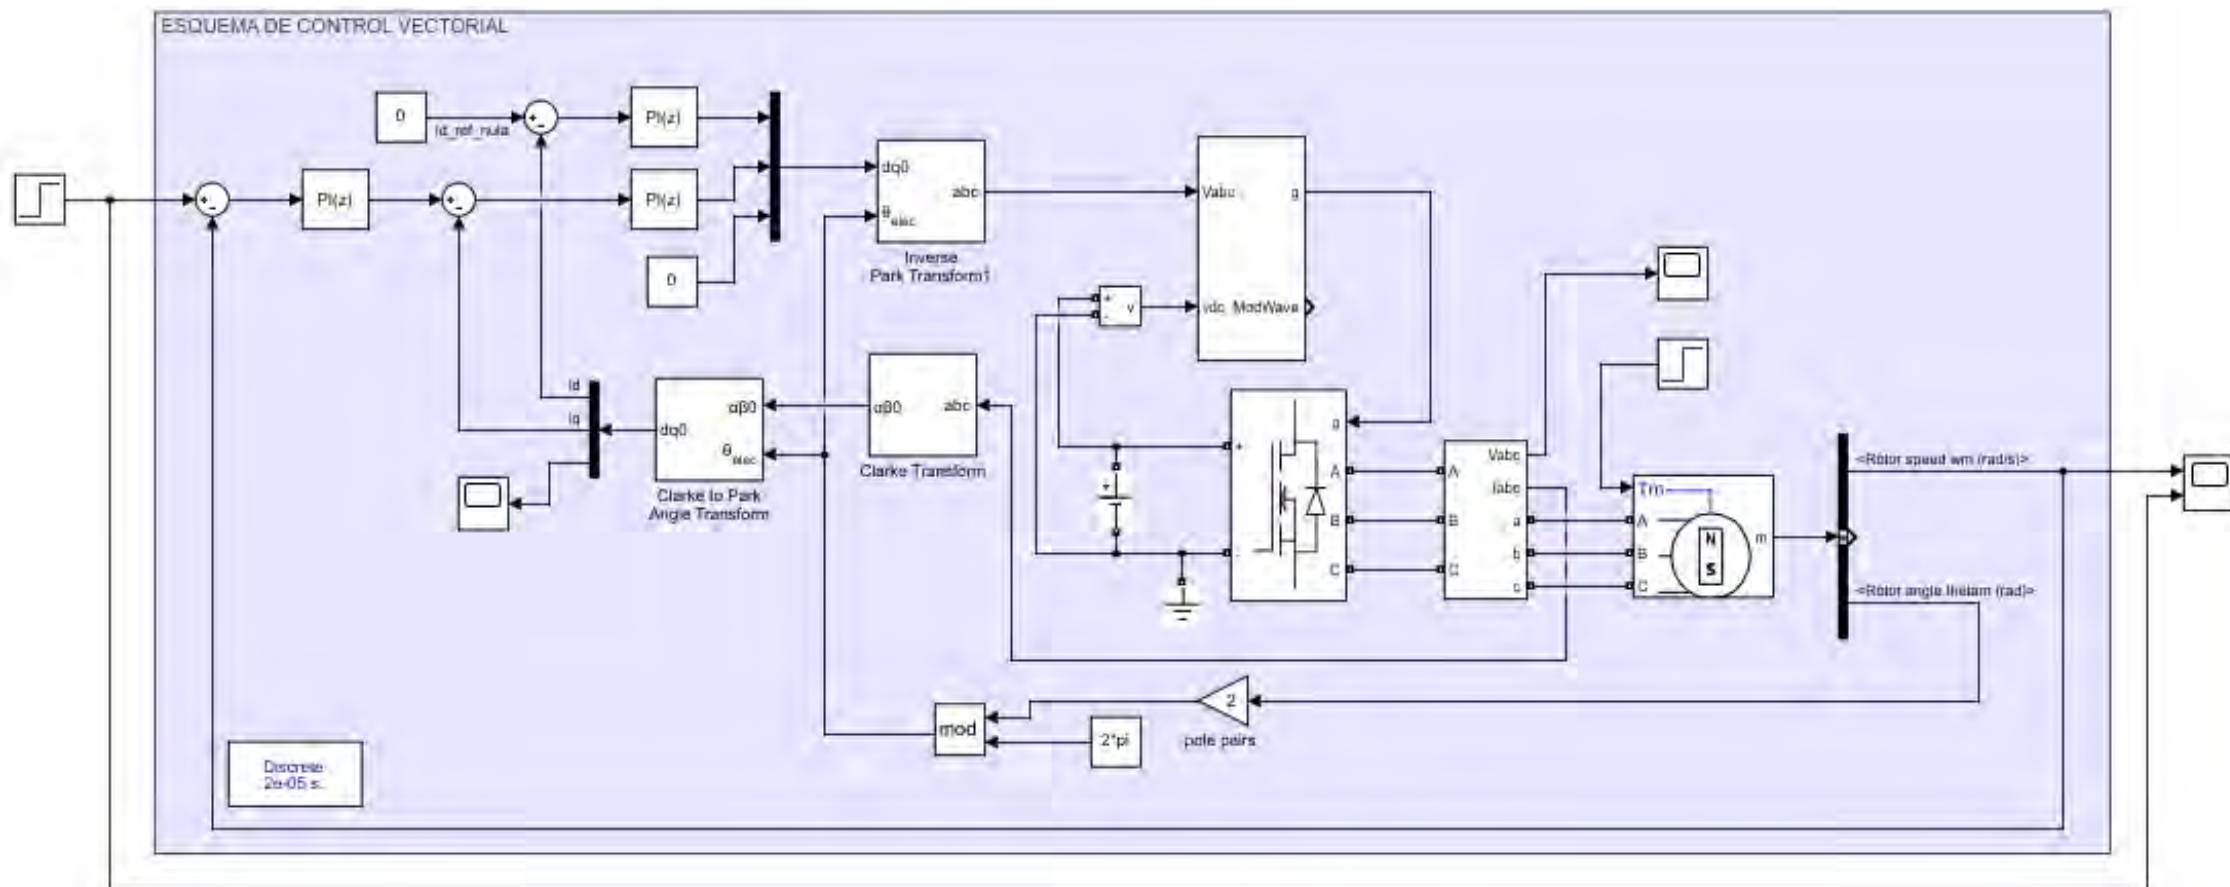 ESQUEMA DE CONTROL VECTORIAL
0
Id_ref_nula
+
-
PI(z)
+
-
PI(z)
+
-
PI(z)
0
dq0
θelec
abc
Inverse
Park Transform1
Vabc
g
vdc
ModWave
+
-
v
Id
Iq
αβ0
dq0
θelec
Clarke to Park
Angle Transform
αβ0
abc
Clarke Transform
+
+
-
g
A
B
C
A
B
C
Vabc
Iabc
a
b
c
Tm
A
B
C
N
S
m
<Rotor speed wm (rad/s)>
<Rotor angle thetam (rad)>
2
pole pairs
mod
2*pi
Discrete
2e-05 s.